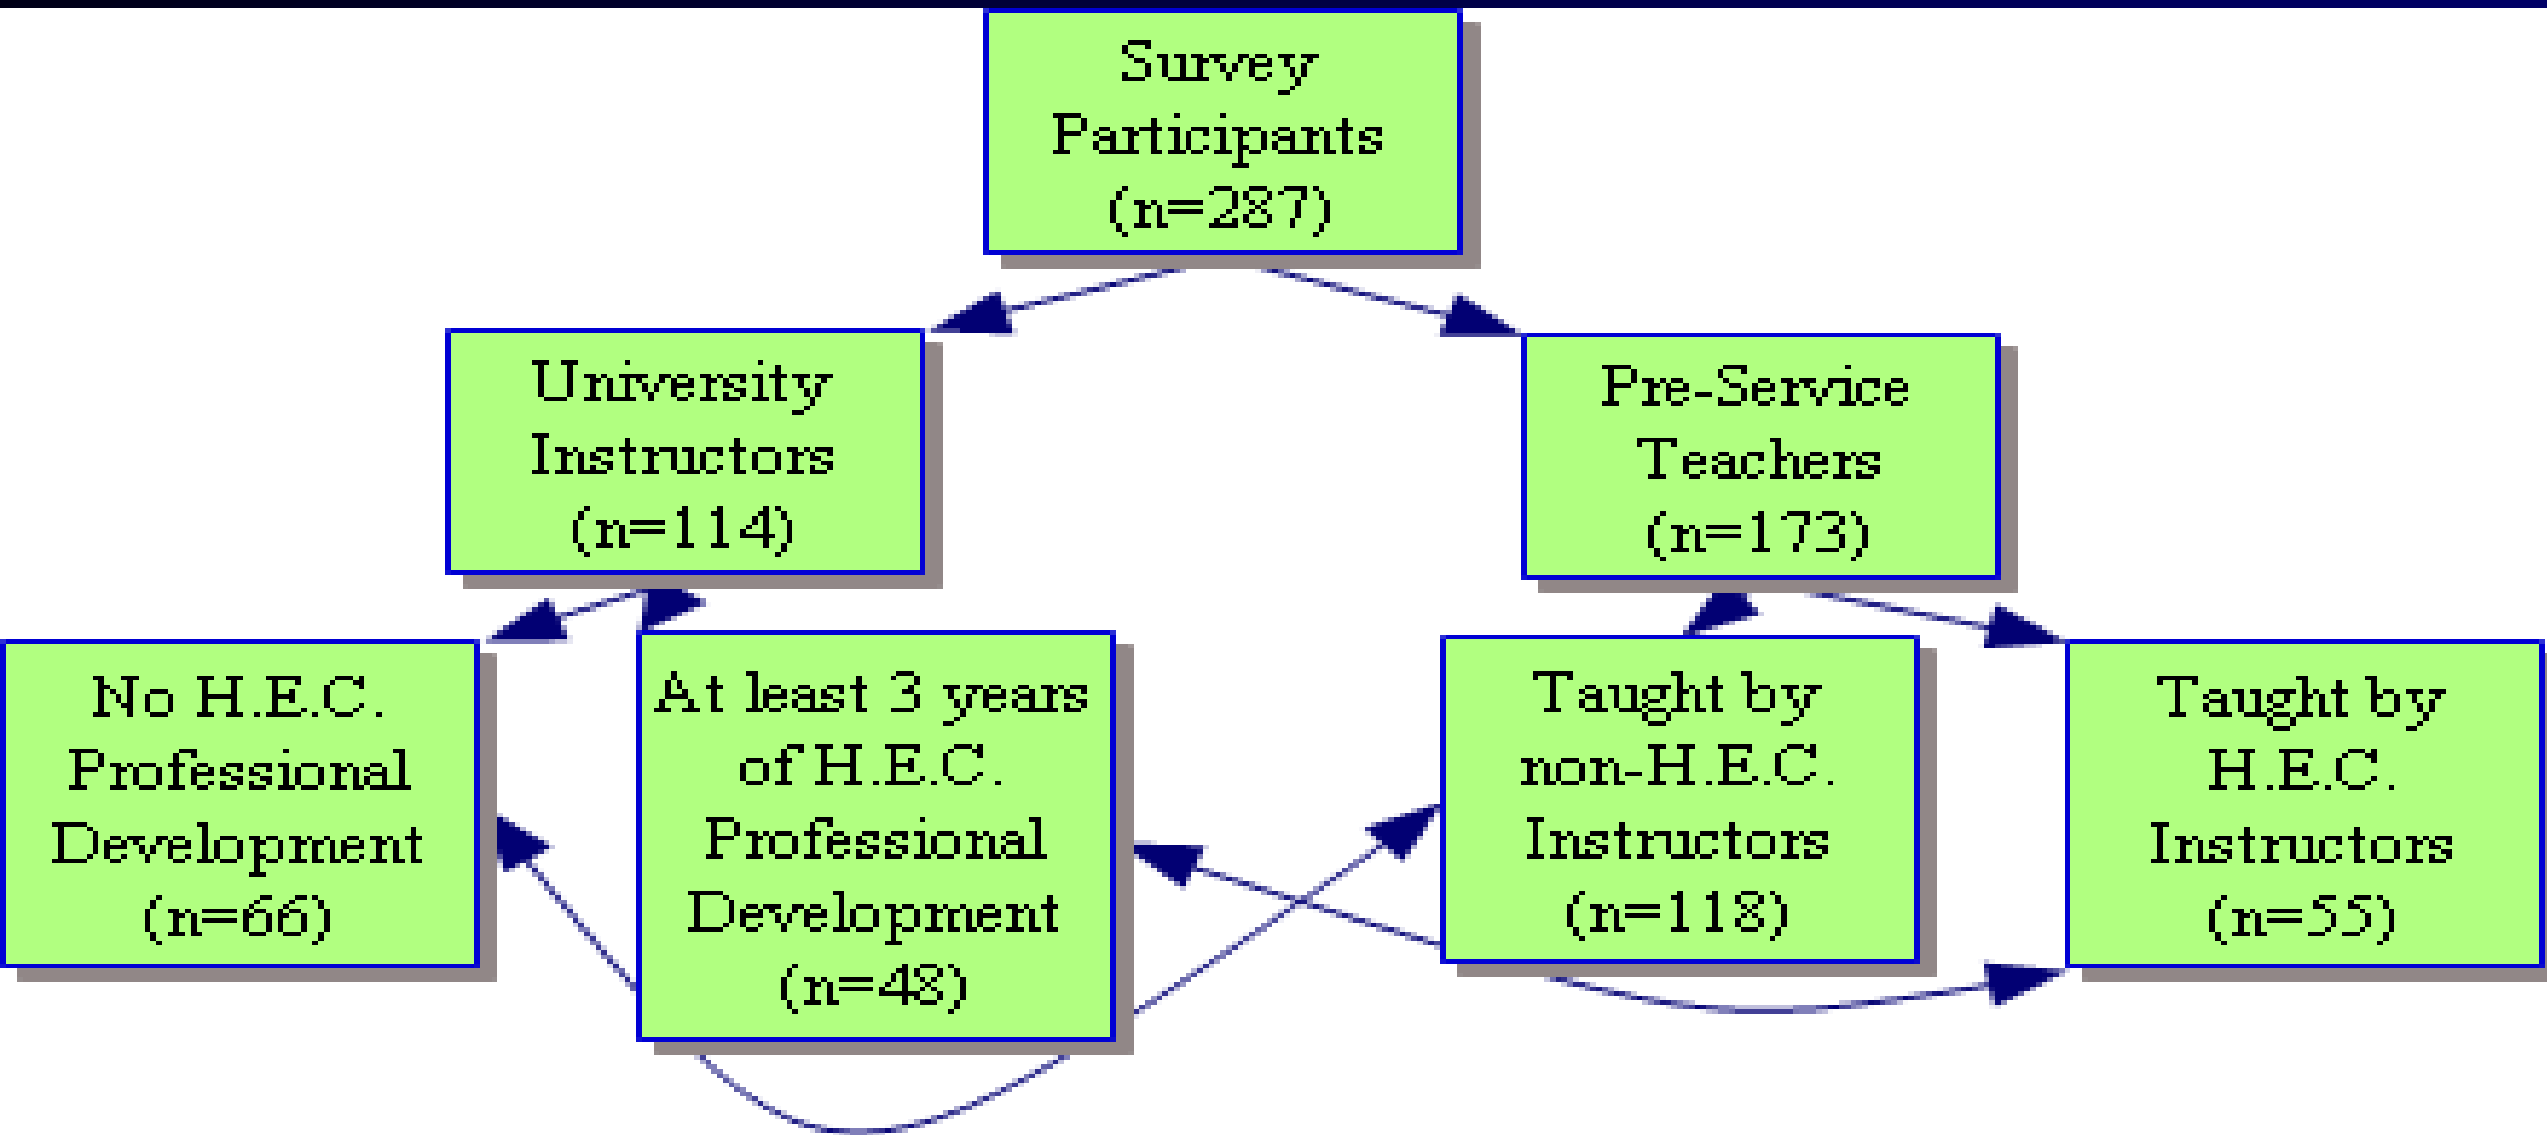 Survey
Participants
(n=287)
University
Instructors
(n=114)
Pre-Service
Teachers
(n=173)
No H.E.C.
Professional
Development
(n=66)
At least 3 years
of H.E.C.
Professional
Development
(n=48)
Taught by
non-H.E.C.
Instructors
(n=118)
Taught by
H.E.C.
Instructors
(n=55)